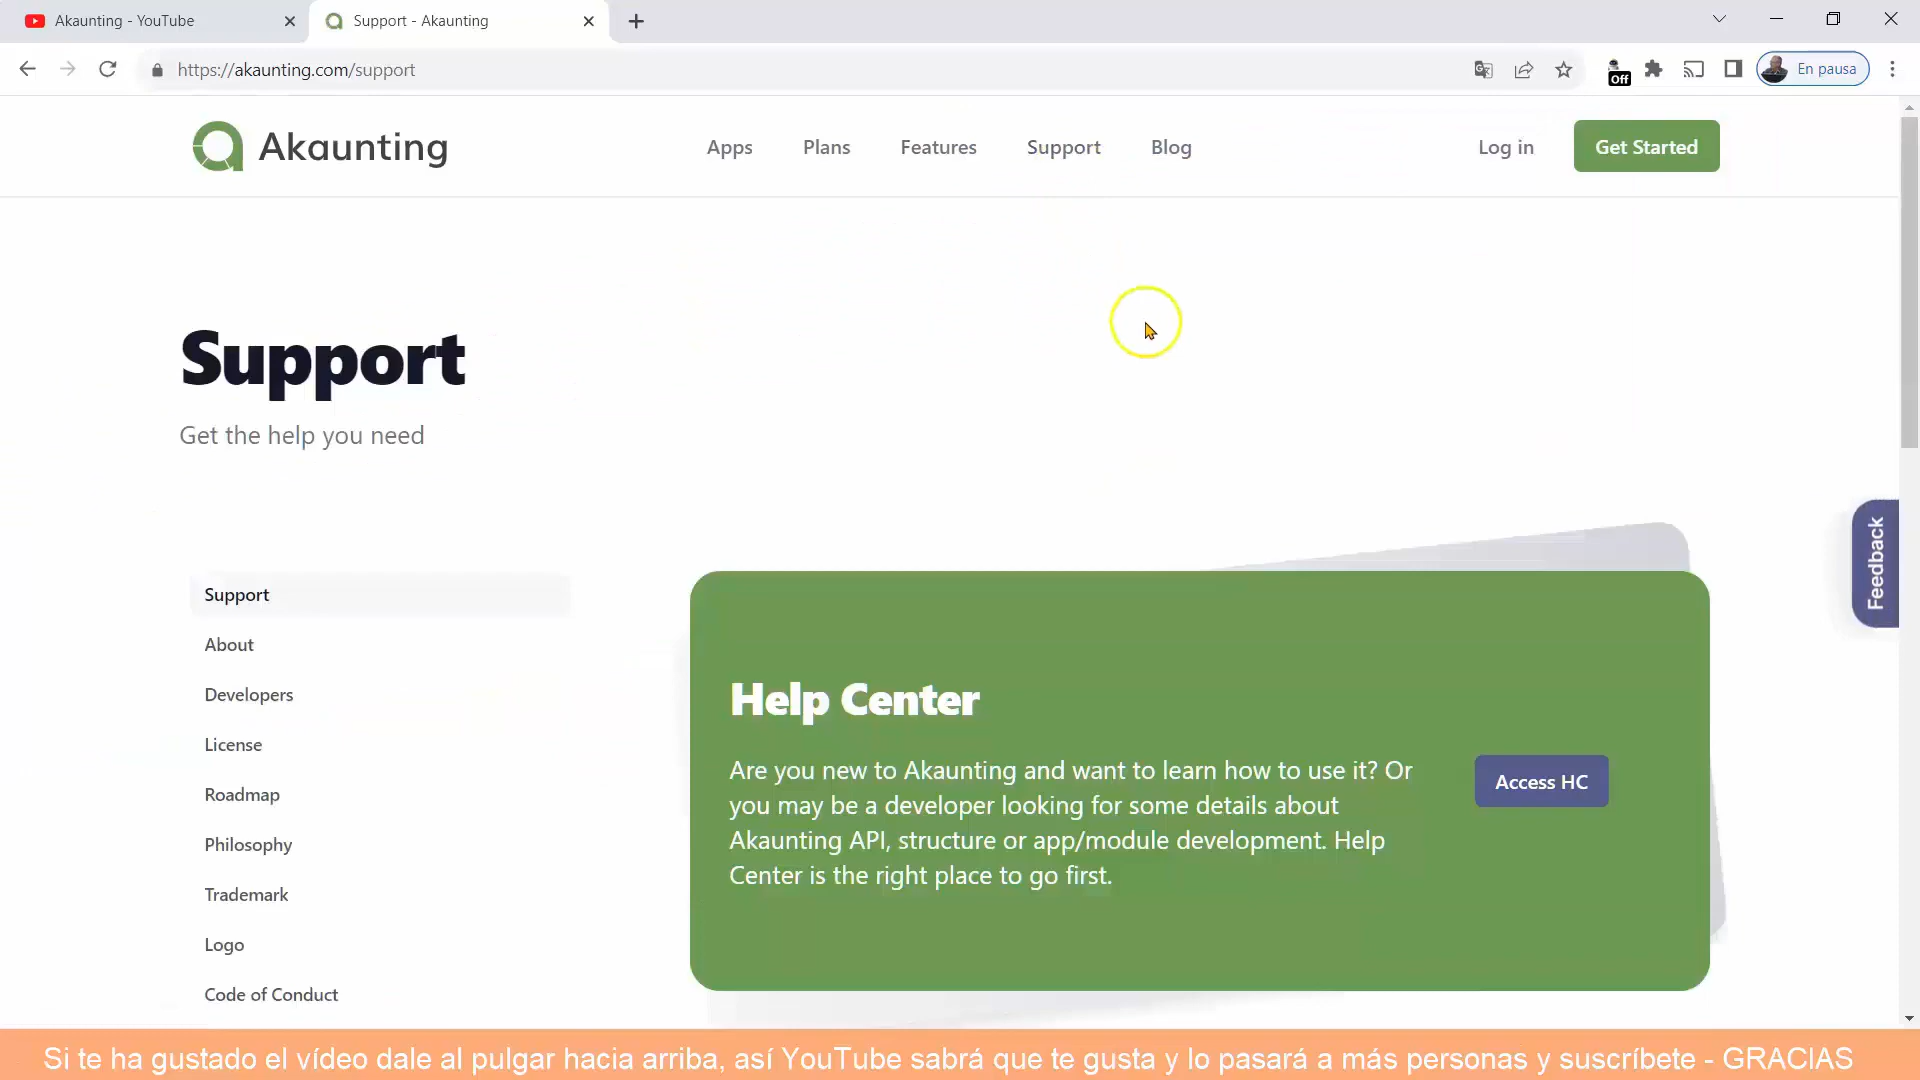 Akaunting - YouTube
Support - Akaunting
https://akaunting.com/support
Off
En pausa
Akaunting
Apps
Plans
Features
Support
Blog
Log in
Get Started
Support
Get the help you need
Support
About
Developers
License
Roadmap
Philosophy
Trademark
Logo
Code of Conduct
Help Center
Are you new to Akaunting and want to learn how to use it? Or
you may be a developer looking for some details about
Akaunting API, structure or app/module development. Help
Center is the right place to go first.
Access HC
Feedback
Si te ha gustado el vídeo dale al pulgar hacia arriba, así YouTube sabrá que te gusta y lo pasará a más personas y suscríbete - GRACIAS